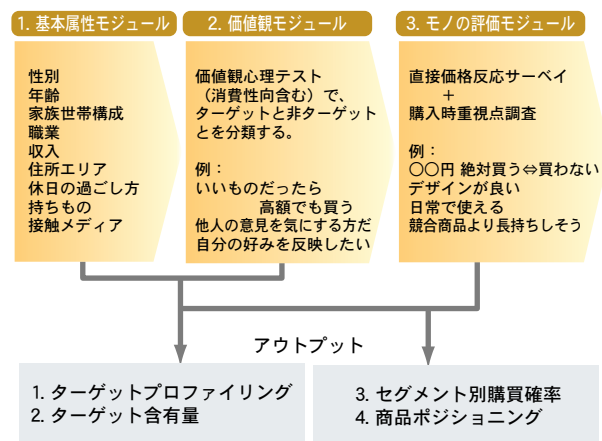 1. 基本属性モジュール
性別
年齢
家族世帯構成
職業
収入
住所エリア
休日の過ごし方
持ちもの
接触メディア
2. 価値観モジュール
価値観心理テスト
（消費性向含む）で、
ターゲットと非ターゲット
とを分類する。
例：
いいものだったら
高額でも買う
他人の意見を気にする方だ
自分の好みを反映したい
3. モノの評価モジュール
直接価格反応サーベイ
＋
購入時重視点調査
例：
〇〇円 絶対買う⇔買わない
デザインが良い
日常で使える
競合商品より長持ちしそう
アウトプット
1. ターゲットプロファイリング
2. ターゲット含有量
3. セグメント別購買確率
4. 商品ポジショニング